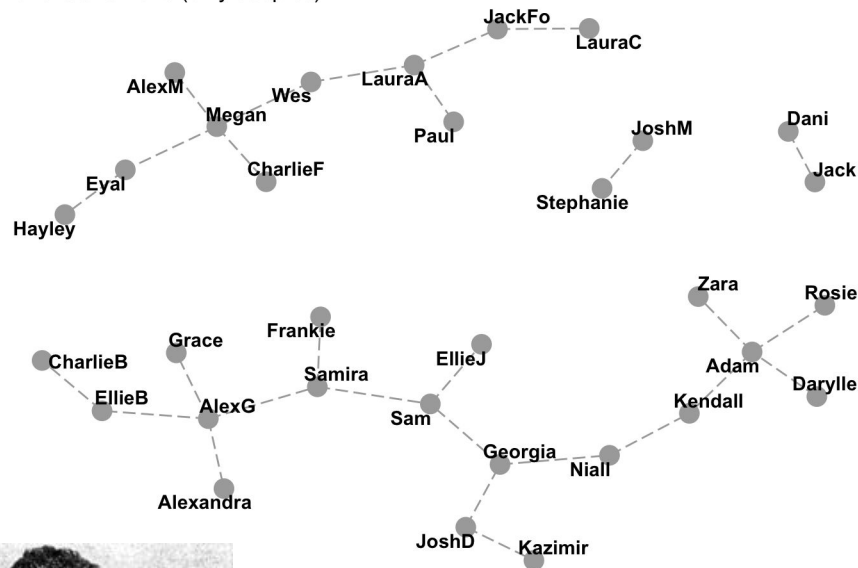 JackFo
LauraC
AlexM
LauraA
Wes
Megan
Paul
JoshM
Dani
Jack
CharlieF
Eyal
Stephanie
Hayley
Zara
Rosie
Frankie
Grace
EllieJ
CharlieB
Samira
Adam
Darylle
EllieB
AlexG
Kendall
Sam
Georgia
Niall
Alexandra
JoshD
Kazimir